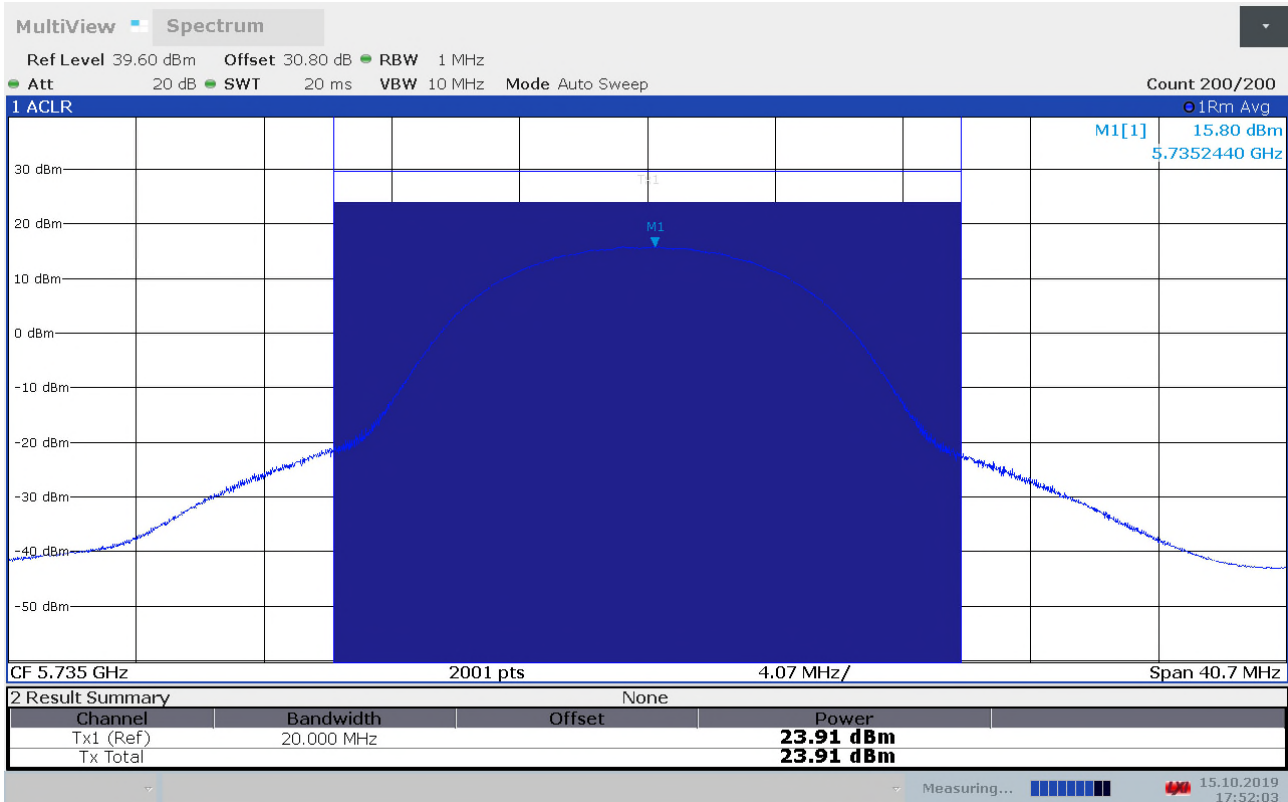 MultiView Spectrum
Ref Level 39.60 dBm Offset 30.80 dB RBW 1 MHz
Att 20 dB SWT 20 ms VBW 10 MHz Mode Auto Sweep Count 200/200
1 ACLR 1Rm Avg
M1[1] 15.80 dBm
5.7352440 GHz
30 dBm
Tx1
20 dBm
M1
10 dBm
0 dBm
-10 dBm
-20 dBm
-30 dBm
-40 dBm
-50 dBm
CF 5.735 GHz 2001 pts 4.07 MHz/ Span 40.7 MHz
2 Result Summary None
Channel Bandwidth Offset Power
Tx1 (Ref) 20.000 MHz 23.91 dBm
Tx Total 23.91 dBm
Measuring... LXI 15.10.2019
17:52:03